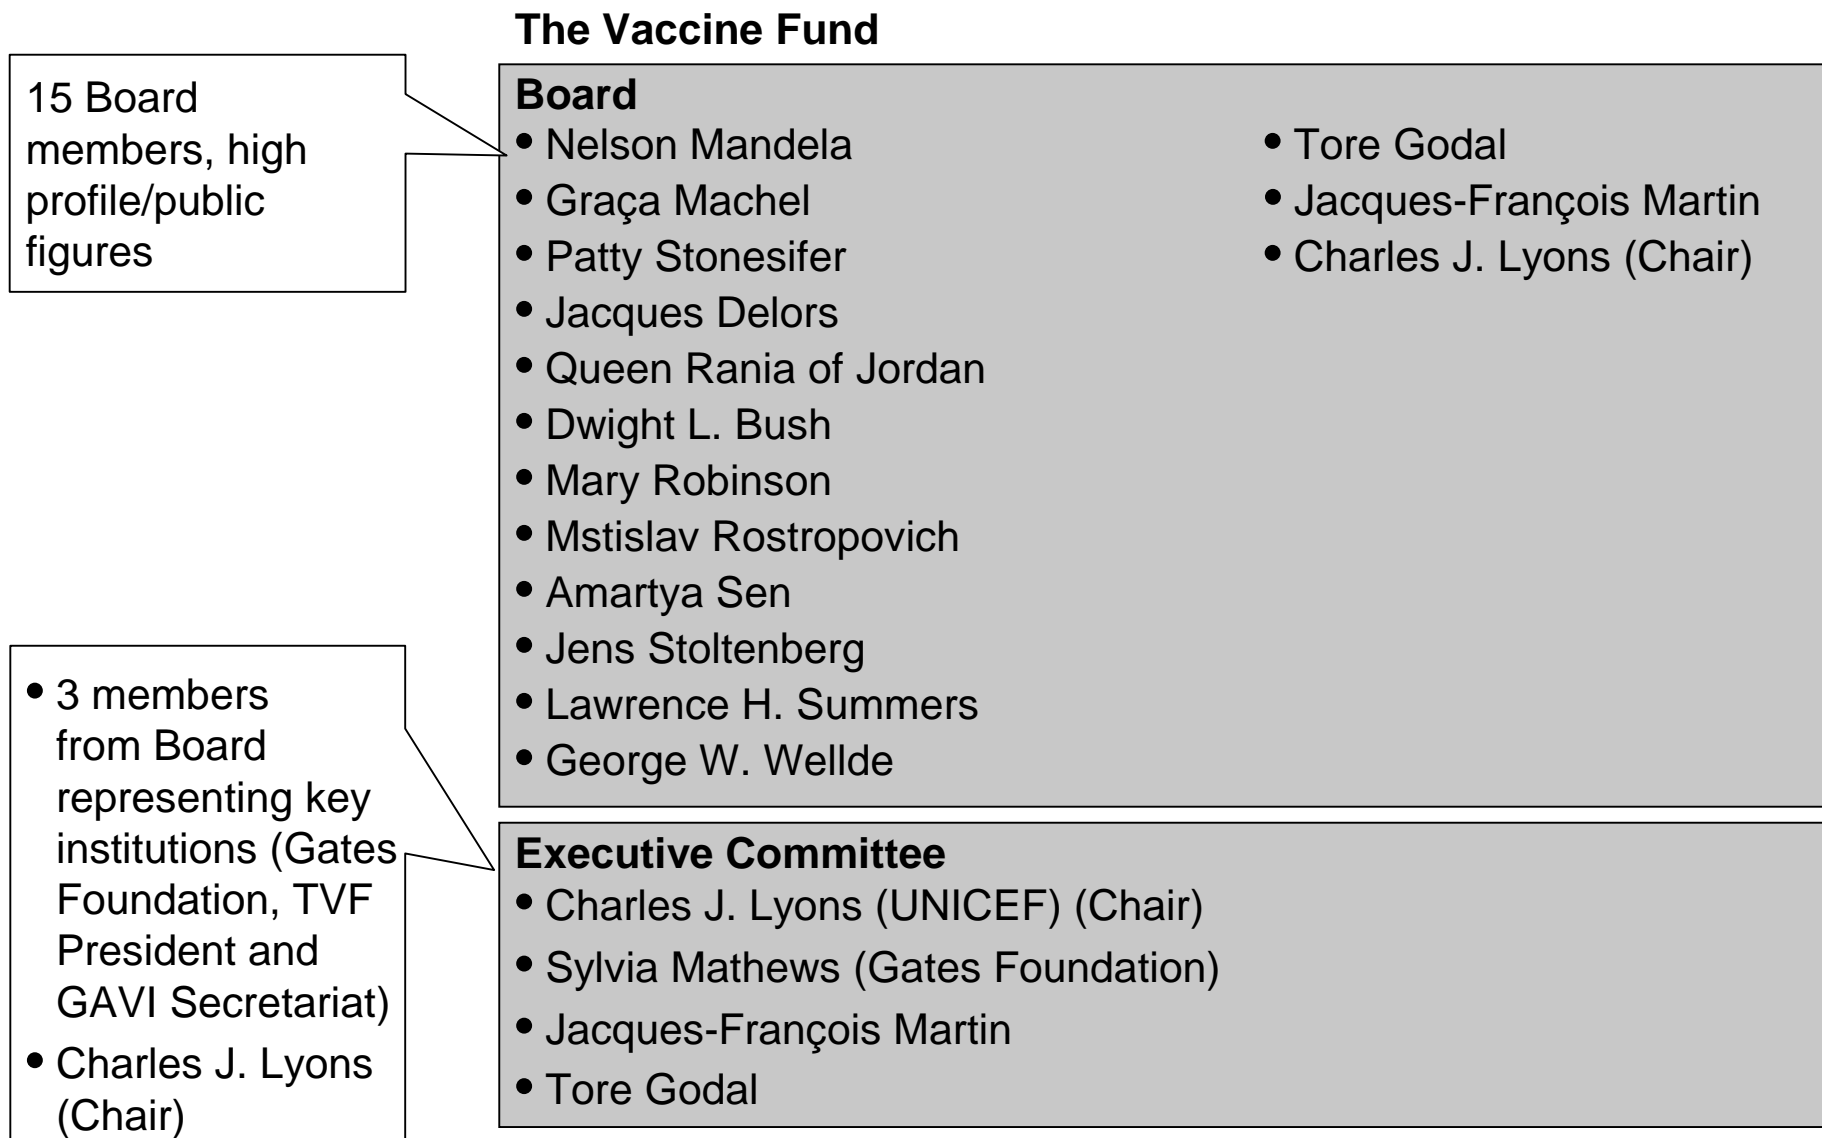 The Vaccine Fund
15 Board
members, high
profile/public
figures
Board
• Nelson Mandela
• Graça Machel
• Patty Stonesifer
• Jacques Delors
• Queen Rania of Jordan
• Dwight L. Bush
• Mary Robinson
• Mstislav Rostropovich
• Amartya Sen
• Jens Stoltenberg
• Lawrence H. Summers
• George W. Wellde
• Tore Godal
• Jacques-François Martin
• Charles J. Lyons (Chair)
• 3 members
from Board
representing key
institutions (Gates
Foundation, TVF
President and
GAVI Secretariat)
• Charles J. Lyons
(Chair)
Executive Committee
• Charles J. Lyons (UNICEF) (Chair)
• Sylvia Mathews (Gates Foundation)
• Jacques-François Martin
• Tore Godal